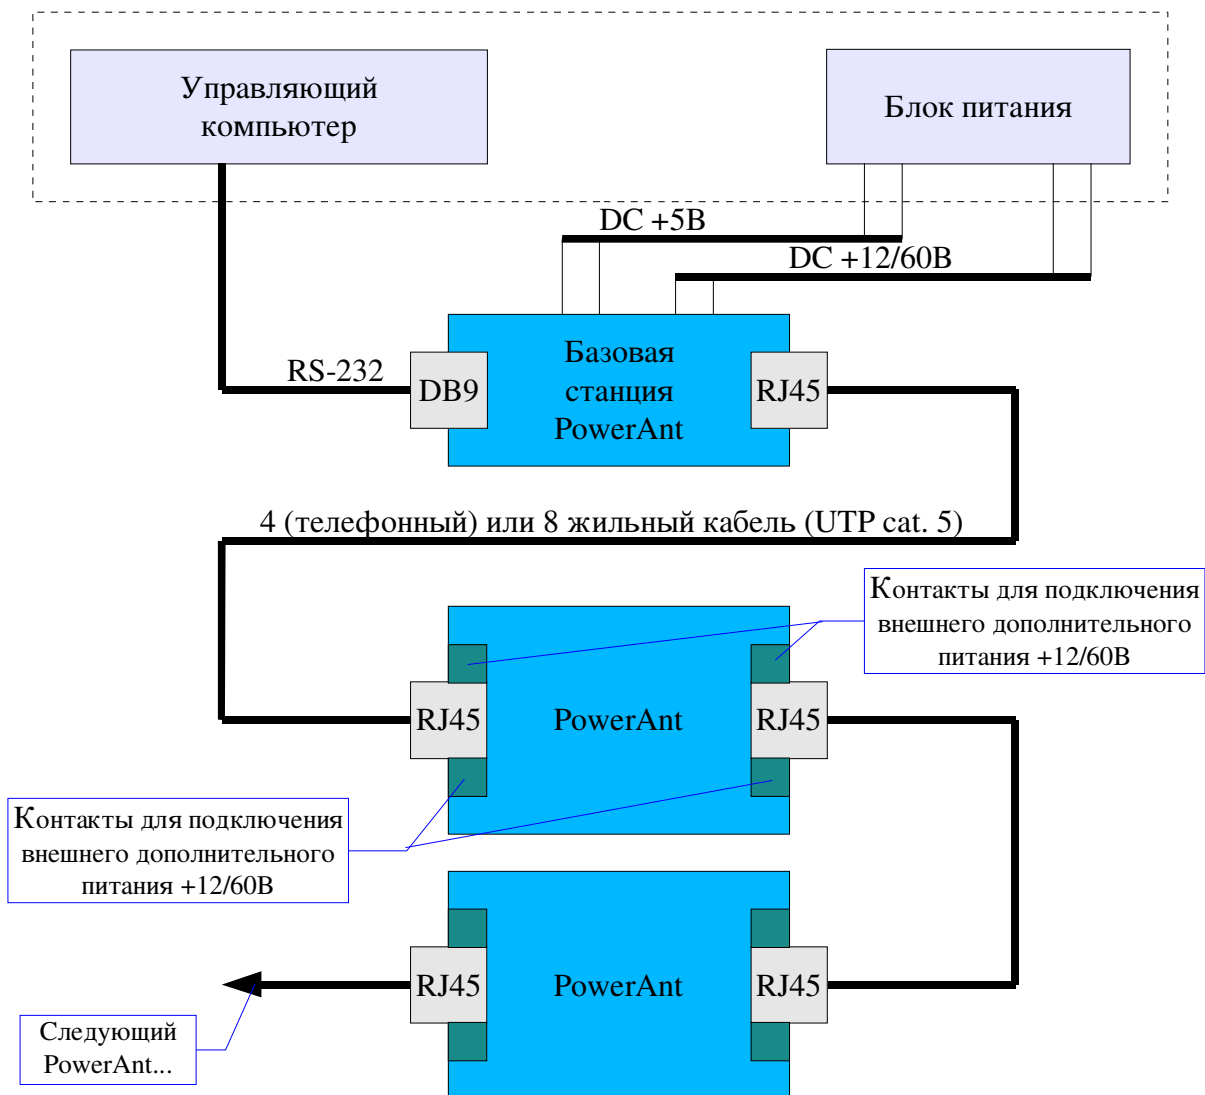 Управляющий
компьютер
Блок питания
DC +5В
DC +12/60В
RS-232
DB9
Базовая
станция
PowerAnt
RJ45
4 (телефонный) или 8 жильный кабель (UTP cat. 5)
Контакты для подключения
внешнего дополнительного
питания +12/60В
RJ45
PowerAnt
RJ45
Контакты для подключения
внешнего дополнительного
питания +12/60В
RJ45
PowerAnt
RJ45
Следующий
PowerAnt...